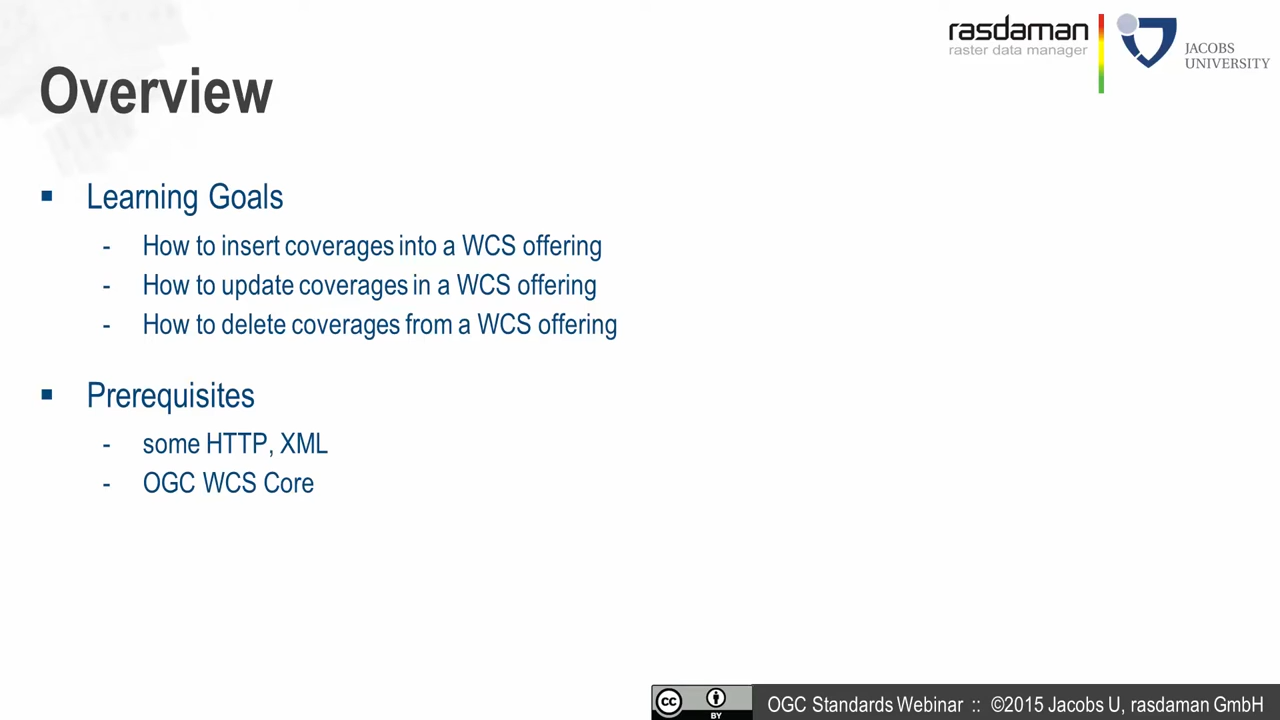 rasdaman
raster data manager
JACOBS
UNIVERSITY
Overview
▪ Learning Goals
- How to insert coverages into a WCS offering
- How to update coverages in a WCS offering
- How to delete coverages from a WCS offering
▪ Prerequisites
- some HTTP, XML
- OGC WCS Core
cc
BY
OGC Standards Webinar :: ©2015 Jacobs U, rasdaman GmbH